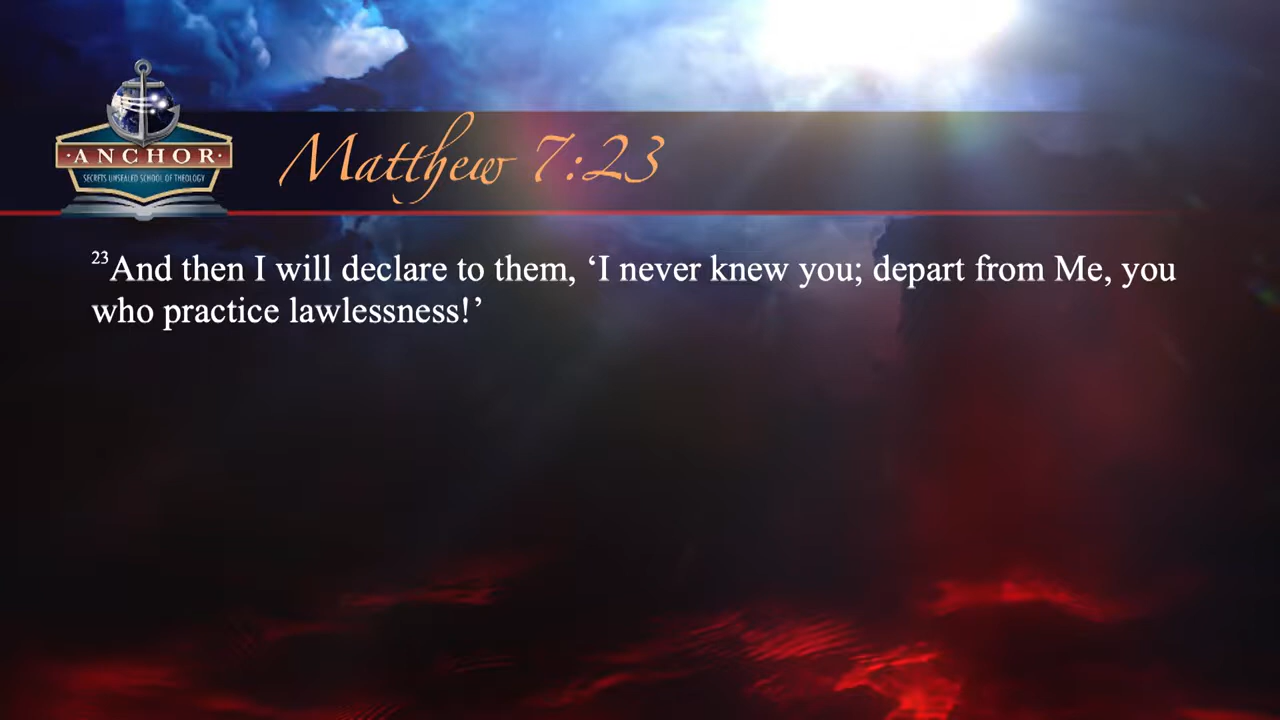 ·ANCHOR·
SECRETS UNSEALED SCHOOL OF THEOLOGY
Matthew 7:23
23And then I will declare to them, ‘I never knew you; depart from Me, you
who practice lawlessness!’